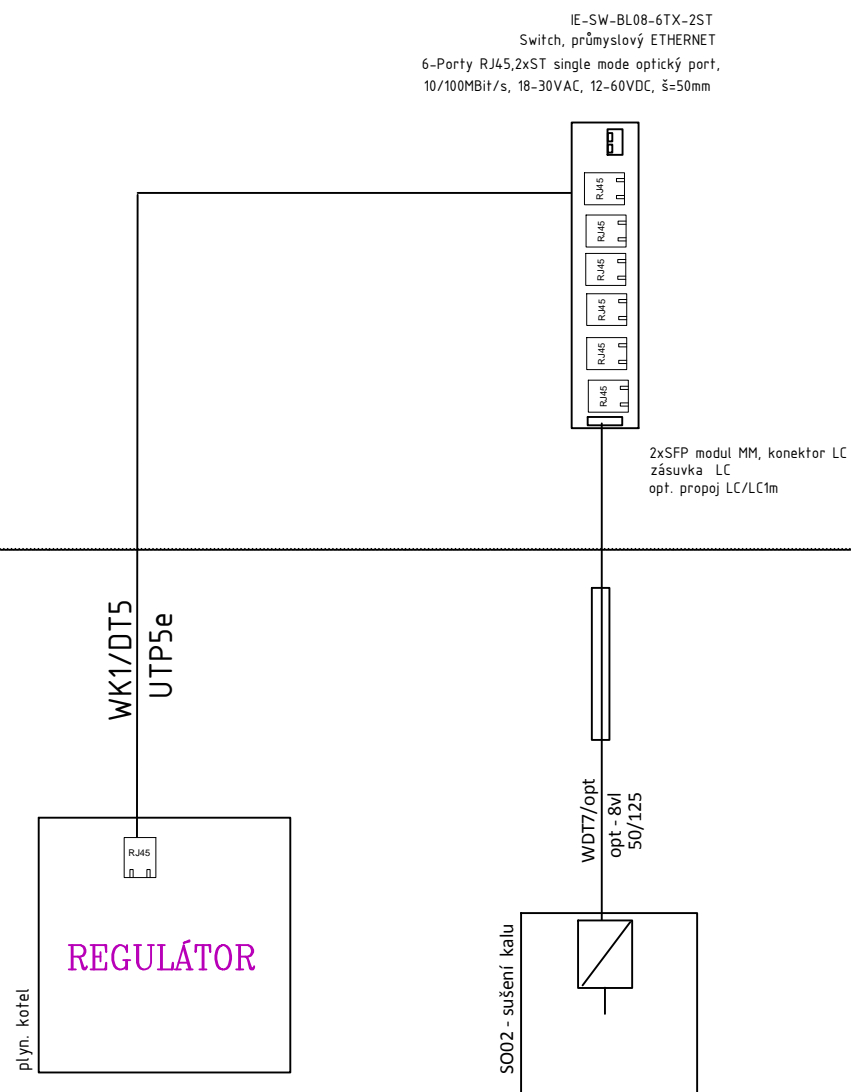 IE-SW-BL08-6TX-2ST
Switch, průmyslový ETHERNET
6-Porty RJ45,2xST single mode optický port,
10/100MBit/s, 18-30VAC, 12-60VDC, š=50mm
RJ45
RJ45
RJ45
RJ45
RJ45
RJ45
2xSFP modul MM, konektor LC
zásuvka LC
opt. propoj LC/LC1m
WK1/DT5
UTP5e
WDT7/opt
opt - 8vl
50/125
RJ45
REGULÁTOR
plyn. kotel
SO02 - sušení kalu